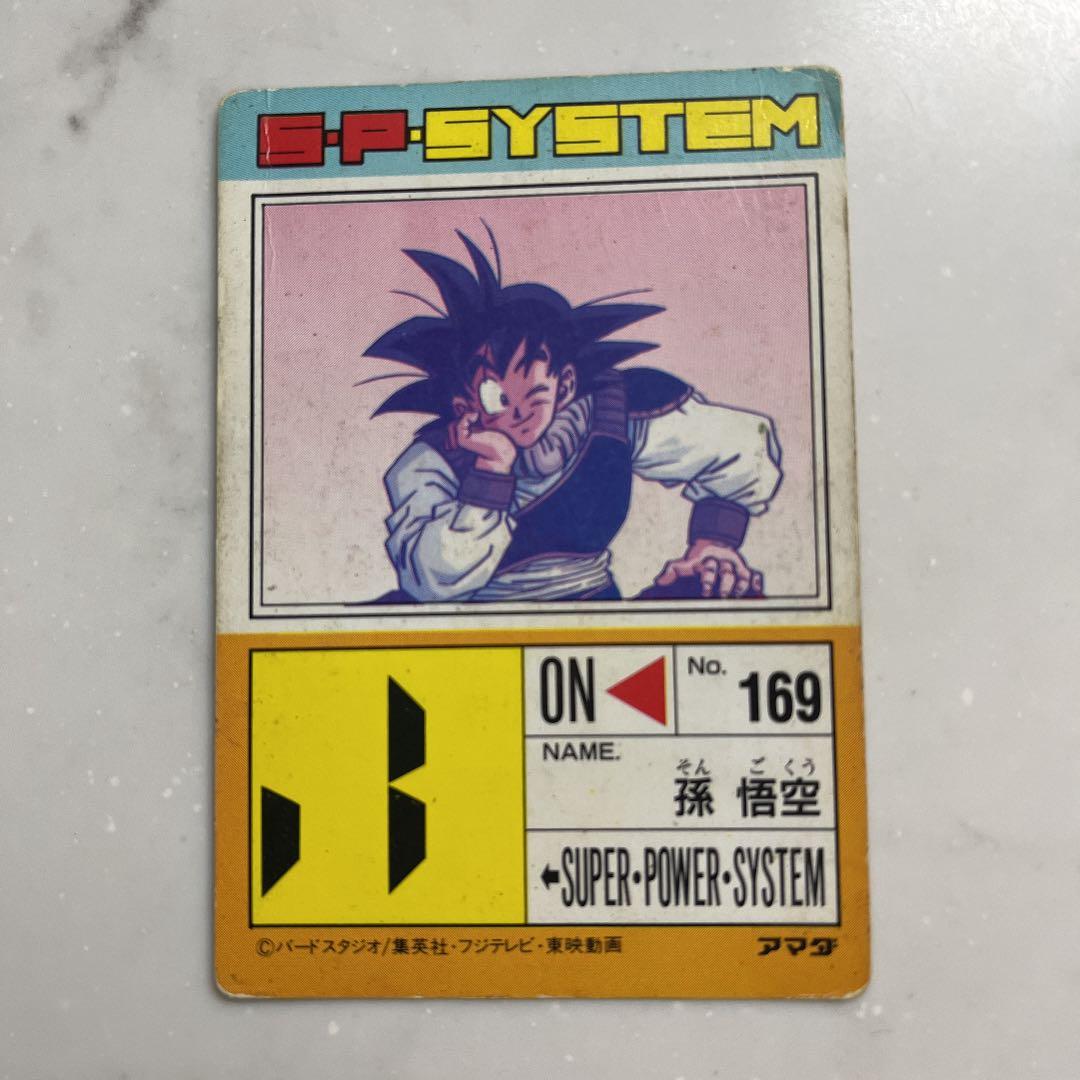 S·P·SYSTEM
ON
No. 169
NAME.
そん ご くう
孫 悟空
←SUPER・POWER・SYSTEM
©バードスタジオ/集英社・フジテレビ・東映動画
アマダ